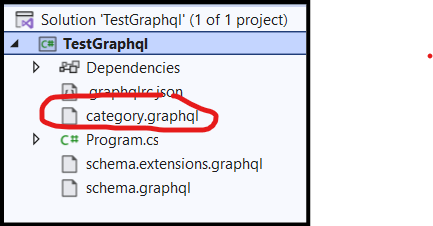 Solution 'TestGraphql' (1 of 1 project)
C# TestGraphql
Dependencies
.graphqlrc.json
category.graphql
C# Program.cs
schema.extensions.graphql
schema.graphql